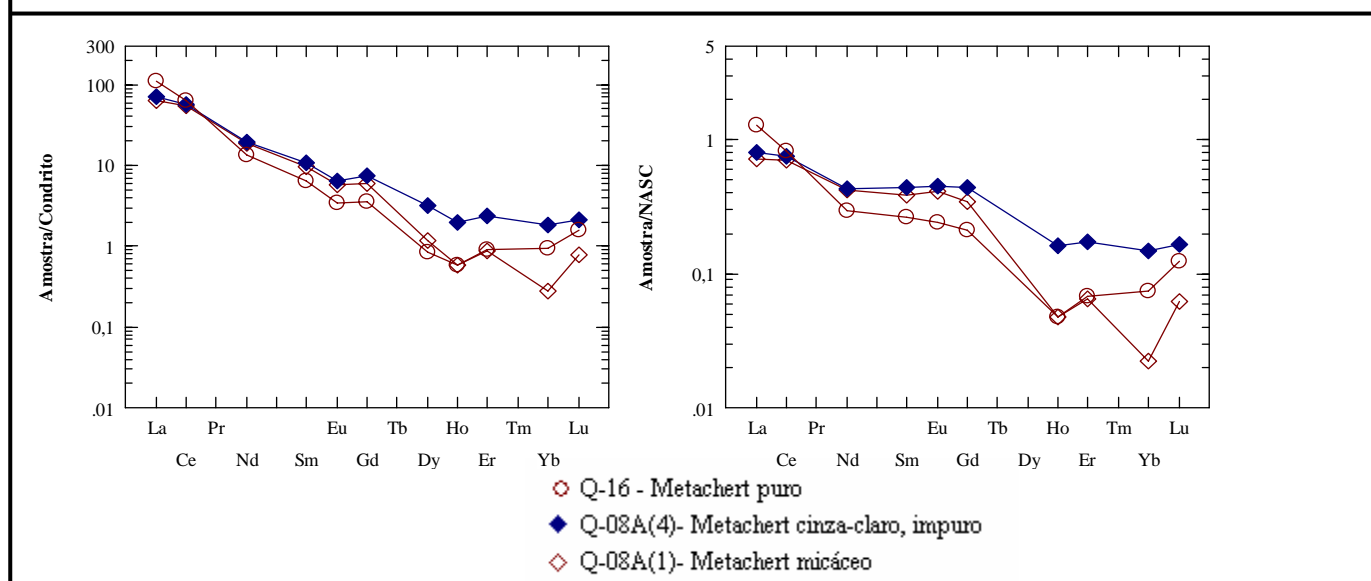 300
100
10
1
0,1
.01
Amostra/Condrito
La Pr Eu Tb Ho Tm Lu
Ce Nd Sm Gd Dy Er Yb
5
1
0,1
.01
Amostra/NASC
La Pr Eu Tb Ho Tm Lu
Ce Nd Sm Gd Dy Er Yb
Q-16 - Metachert puro
Q-08A(4)- Metachert cinza-claro, impuro
Q-08A(1)- Metachert micáceo